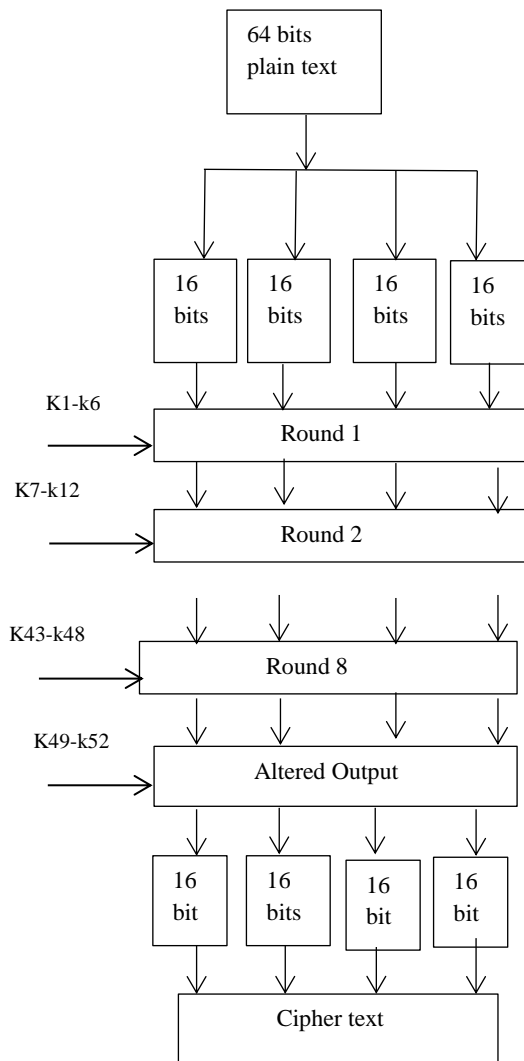 64 bits
plain text
16
bits
16
bits
16
bits
16
bits
K1-k6
Round 1
K7-k12
Round 2
K43-k48
Round 8
K49-k52
Altered Output
16
bit
16
bits
16
bit
16
bit
Cipher text